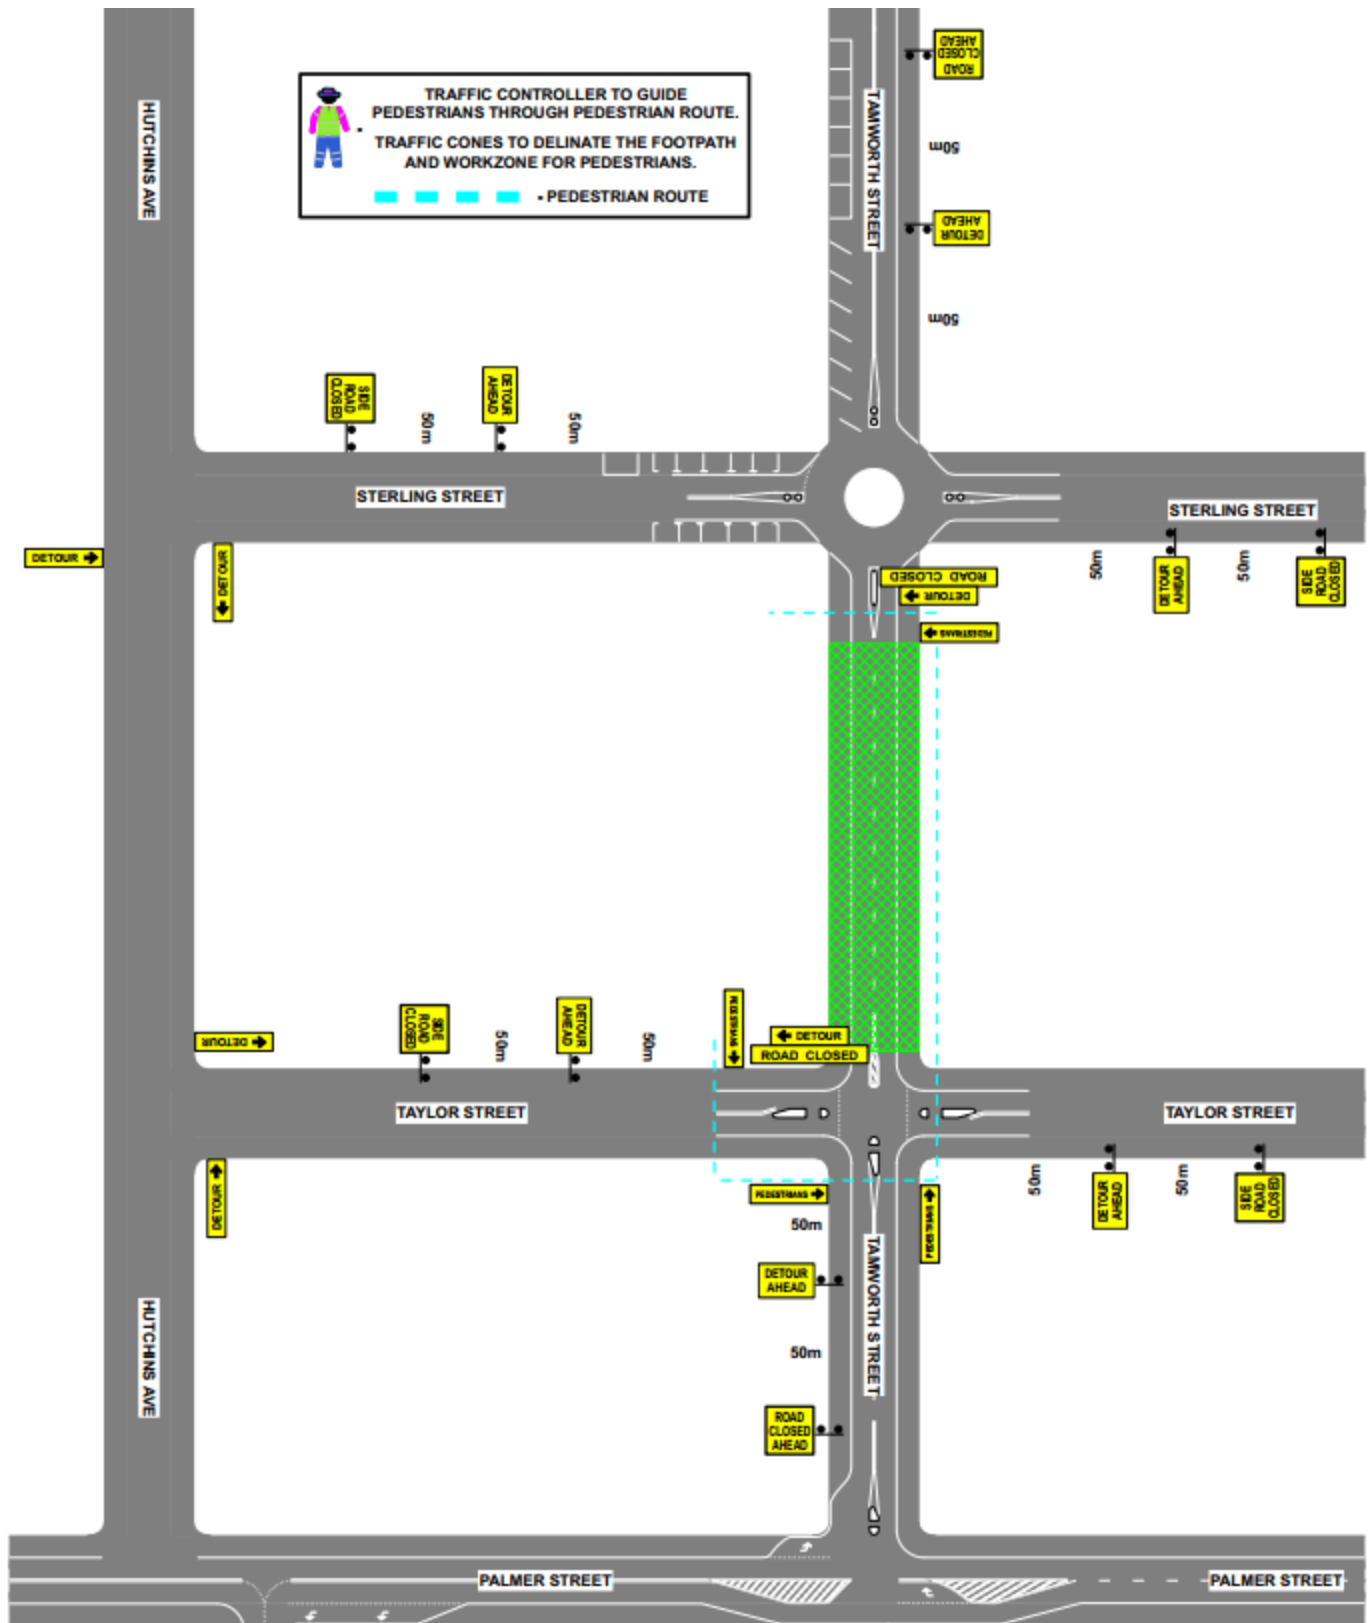 ROAD
CLOSED
AHEAD
TRAFFIC CONTROLLER TO GUIDE
PEDESTRIANS THROUGH PEDESTRIAN ROUTE.
-
TRAFFIC CONES TO DELINATE THE FOOTPATH
AND WORKZONE FOR PEDESTRIANS.
- PEDESTRIAN ROUTE
HUTCHINS AVE
TAMWORTH STREET
50m
DETOUR
AHEAD
50m
SIDE
ROAD
CLOSED
50m
DETOUR
AHEAD
50m
STERLING STREET
STERLING STREET
DETOUR
DETOUR
ROAD CLOSED
DETOUR
PEDESTRIANS
50m
DETOUR
AHEAD
50m
SIDE
ROAD
CLOSED
DETOUR
SIDE
ROAD
CLOSED
50m
DETOUR
AHEAD
50m
PEDESTRIANS
DETOUR
ROAD CLOSED
TAYLOR STREET
TAYLOR STREET
DETOUR
PEDESTRIANS
PEDESTRIANS
50m
DETOUR
AHEAD
50m
SIDE
ROAD
CLOSED
50m
DETOUR
AHEAD
50m
ROAD
CLOSED
AHEAD
HUTCHINS AVE
TAMWORTH STREET
PALMER STREET
PALMER STREET